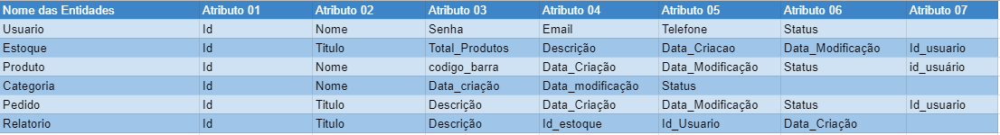 Nome das Entidades Atributo 01 Atributo 02 Atributo 03 Atributo 04 Atributo 05 Atributo 06 Atributo 07
Usuario Id Nome Senha Email Telefone Status
Estoque Id Titulo Total_Produtos Descrição Data_Criacao Data_Modificação Id_usuario
Produto Id Nome codigo_barra Data_Criação Data_Modificação Status id_usuário
Categoria Id Nome Data_criação Data_modificação Status
Pedido Id Titulo Descrição Data_Criação Data_Modificação Status Id_usuario
Relatorio Id Titulo Descrição Id_estoque Id_Usuario Data_Criação